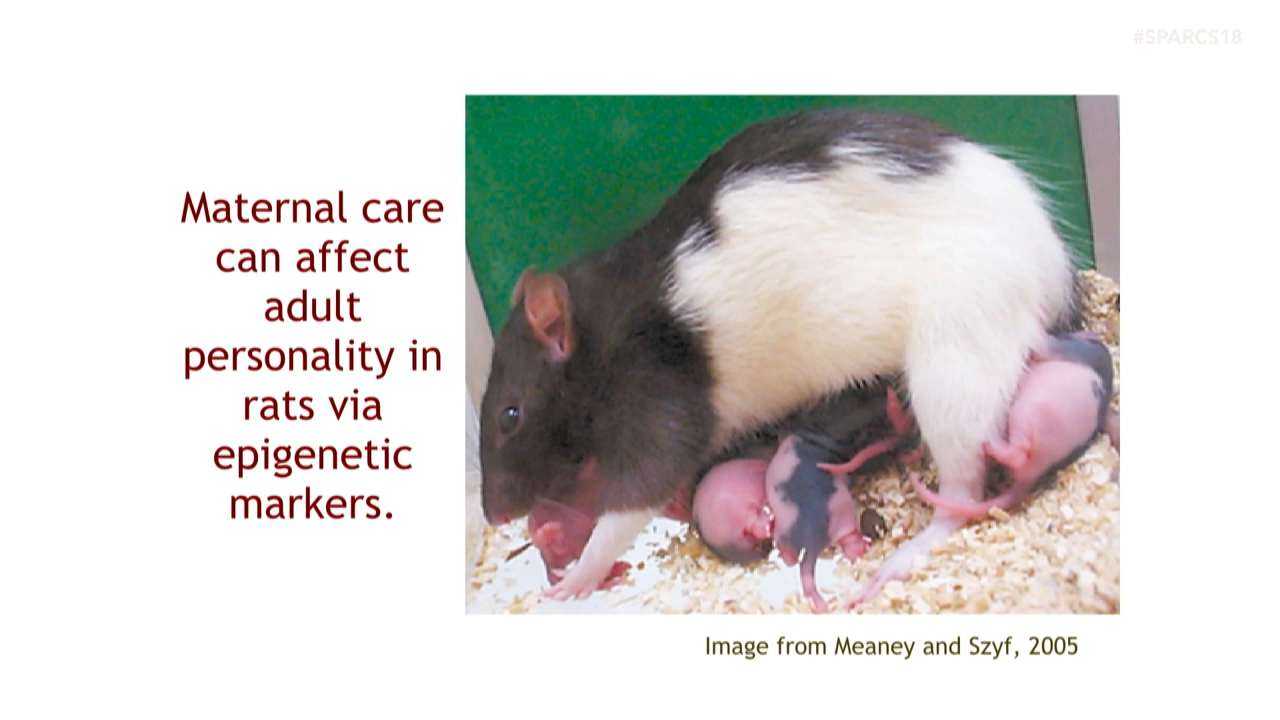 #SPARCS18
Maternal care
can affect
adult
personality in
rats via
epigenetic
markers.
Image from Meaney and Szyf, 2005